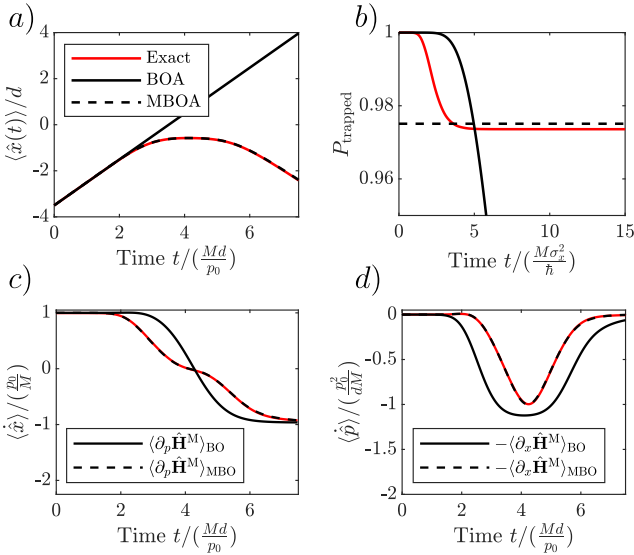 a)
⟨x̂(t)⟩/d
4
2
0
-2
-4
Exact
BOA
MBOA
0 2 4 6
Time t/(Md/p₀)
b)
P_trapped
1
0.98
0.96
0 5 10 15
Time t/(Mσₓ²/ħ)
c)
⟨ẋ̂⟩/(p₀/M)
1
0
-1
-2
⟨∂ₚĤᴹ⟩_BO
⟨∂ₚĤᴹ⟩_MBO
0 2 4 6
Time t/(Md/p₀)
d)
⟨ṗ̂⟩/(p₀²/dM)
0
-0.5
-1
-1.5
-2
−⟨∂ₓĤᴹ⟩_BO
−⟨∂ₓĤᴹ⟩_MBO
0 2 4 6
Time t/(Md/p₀)